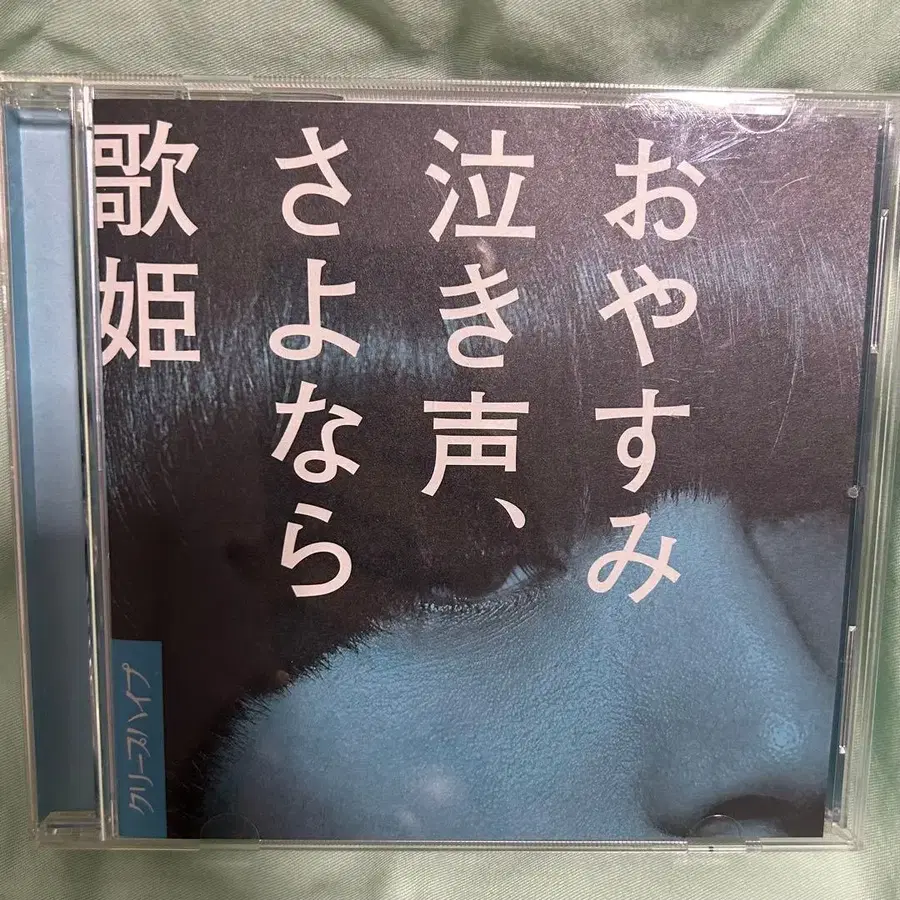 おやすみ
泣き声、
さよなら
歌姫
クリープハイプ